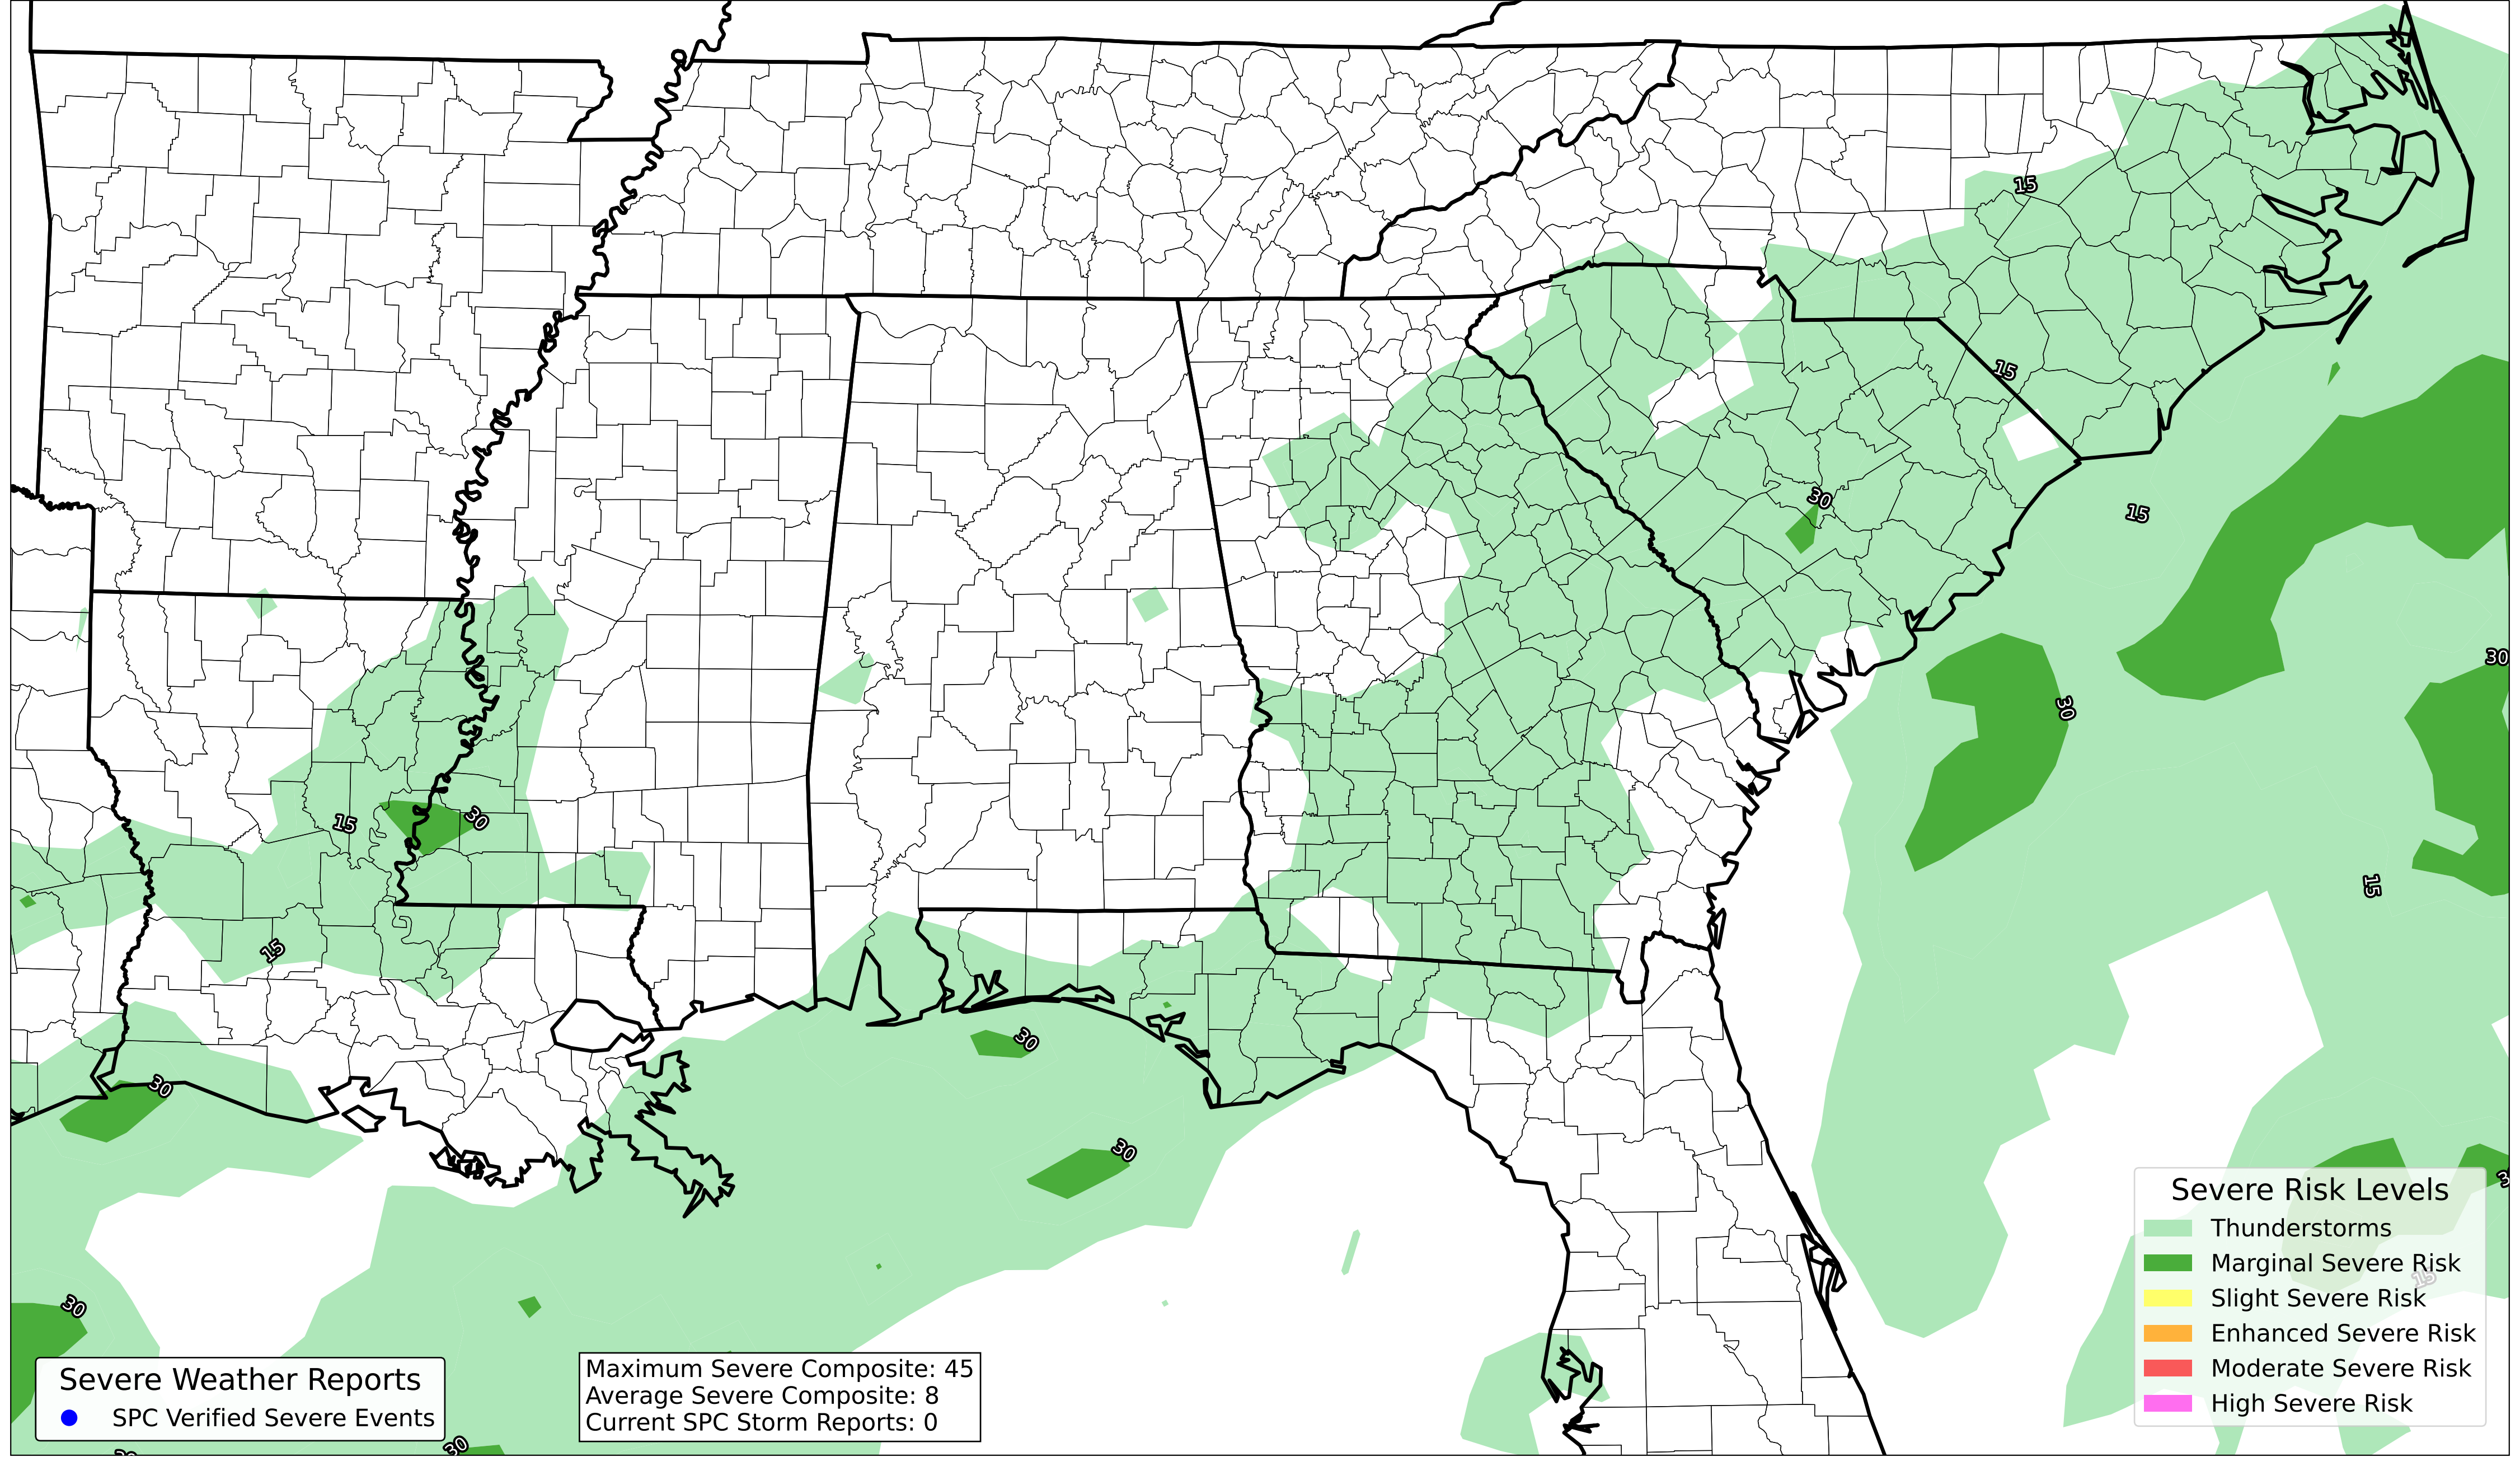 15
15
30
15
30
30
15
30
15
15
30
30
30
30
15
30
30
Severe Risk Levels
Thunderstorms
Marginal Severe Risk
Slight Severe Risk
Enhanced Severe Risk
Moderate Severe Risk
High Severe Risk
Severe Weather Reports
SPC Verified Severe Events
Maximum Severe Composite: 45
Average Severe Composite: 8
Current SPC Storm Reports: 0